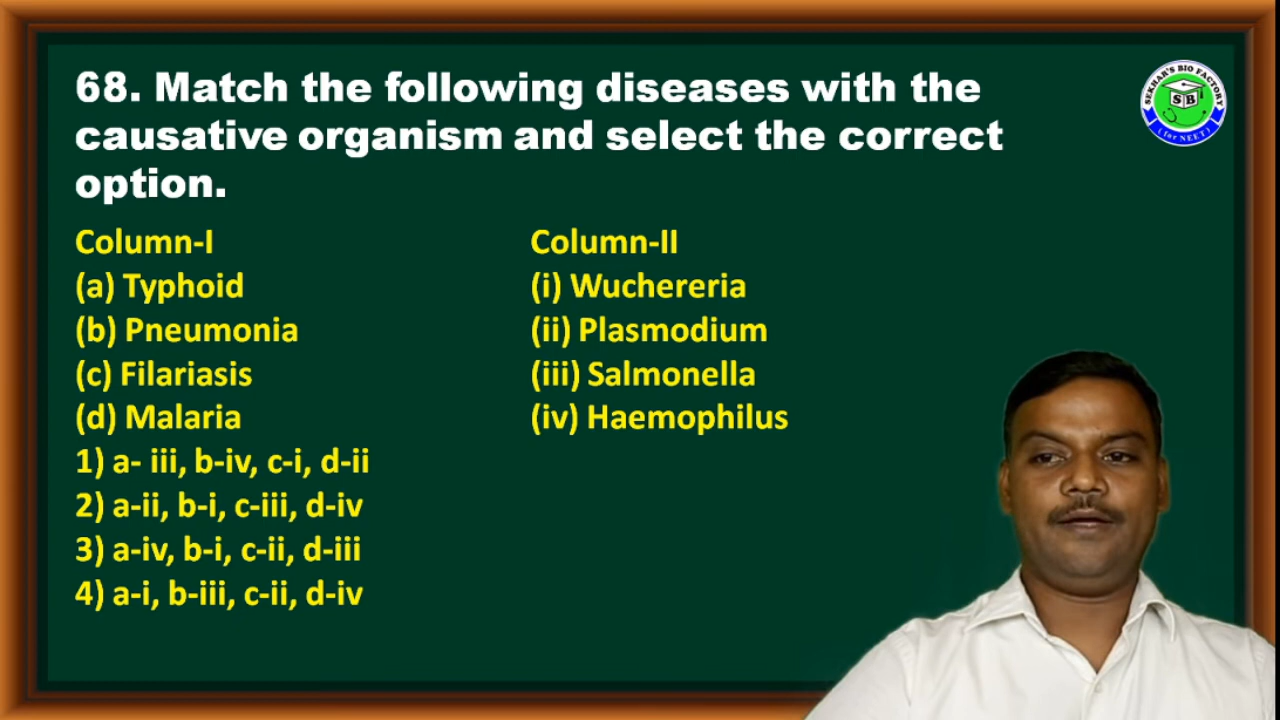 68. Match the following diseases with the
causative organism and select the correct
option.
Column-I Column-II
(a) Typhoid (i) Wuchereria
(b) Pneumonia (ii) Plasmodium
(c) Filariasis (iii) Salmonella
(d) Malaria (iv) Haemophilus
1) a- iii, b-iv, c-i, d-ii
2) a-ii, b-i, c-iii, d-iv
3) a-iv, b-i, c-ii, d-iii
4) a-i, b-iii, c-ii, d-iv
SEKHAR'S BIO FACTORY
S B
(for NEET)